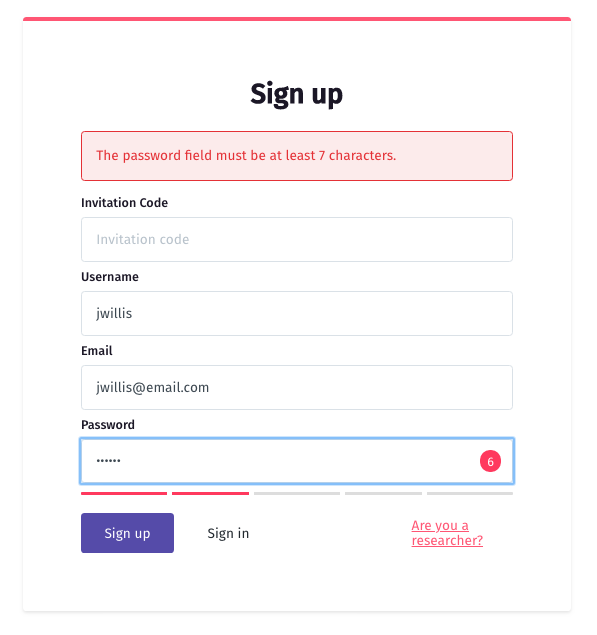 Sign up
The password field must be at least 7 characters.
Invitation Code
Invitation code
Username
jwillis
Email
jwillis@email.com
Password
•••••• 6
Sign up Sign in Are you a
researcher?